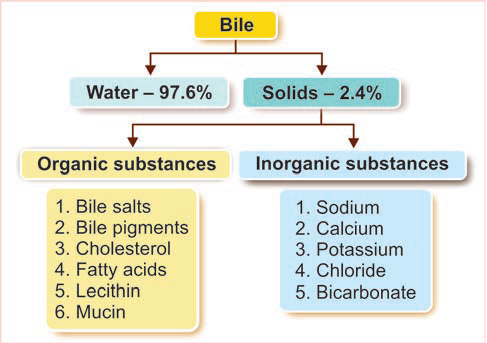 Bile
Water – 97.6%
Solids – 2.4%
Organic substances
1. Bile salts
2. Bile pigments
3. Cholesterol
4. Fatty acids
5. Lecithin
6. Mucin
Inorganic substances
1. Sodium
2. Calcium
3. Potassium
4. Chloride
5. Bicarbonate